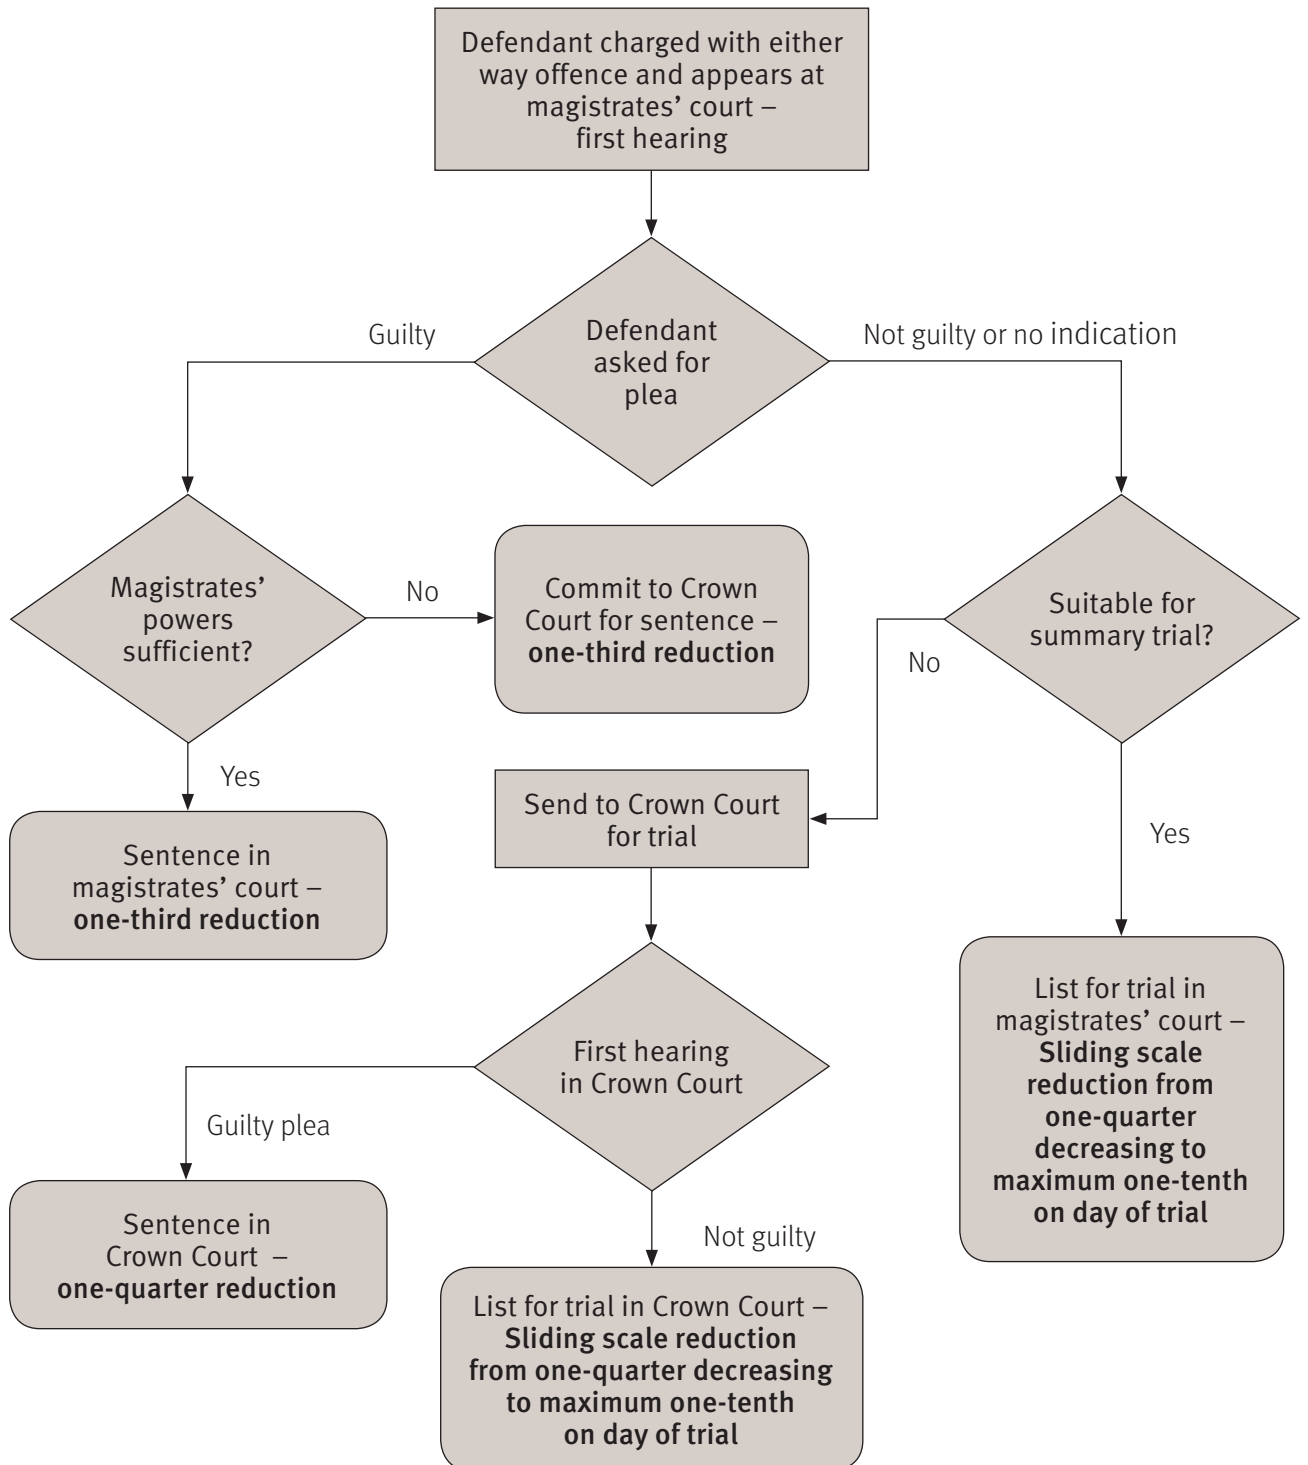 Defendant charged with either
way offence and appears at
magistrates’ court –
first hearing
Guilty
Defendant
asked for
plea
Not guilty or no indication
Magistrates’
powers
sufficient?
No
Commit to Crown
Court for sentence –
one-third reduction
Suitable for
summary trial?
No
Yes
Sentence in
magistrates’ court –
one-third reduction
Send to Crown Court
for trial
Yes
List for trial in
magistrates’ court –
Sliding scale
reduction from
one-quarter
decreasing to
maximum one-tenth
on day of trial
First hearing
in Crown Court
Guilty plea
Sentence in
Crown Court –
one-quarter reduction
Not guilty
List for trial in Crown Court –
Sliding scale reduction
from one-quarter decreasing
to maximum one-tenth
on day of trial